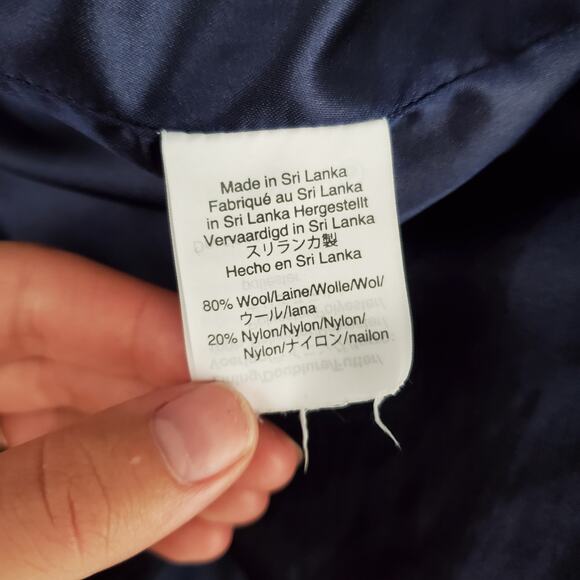 Made in Sri Lanka
Fabriqué au Sri Lanka
in Sri Lanka Hergestellt
Vervaardigd in Sri Lanka
スリランカ製
Hecho en Sri Lanka
80% Wool/Laine/Wolle/Wol/
ウール/lana
20% Nylon/Nylon/Nylon/
Nylon/ナイロン/nailon